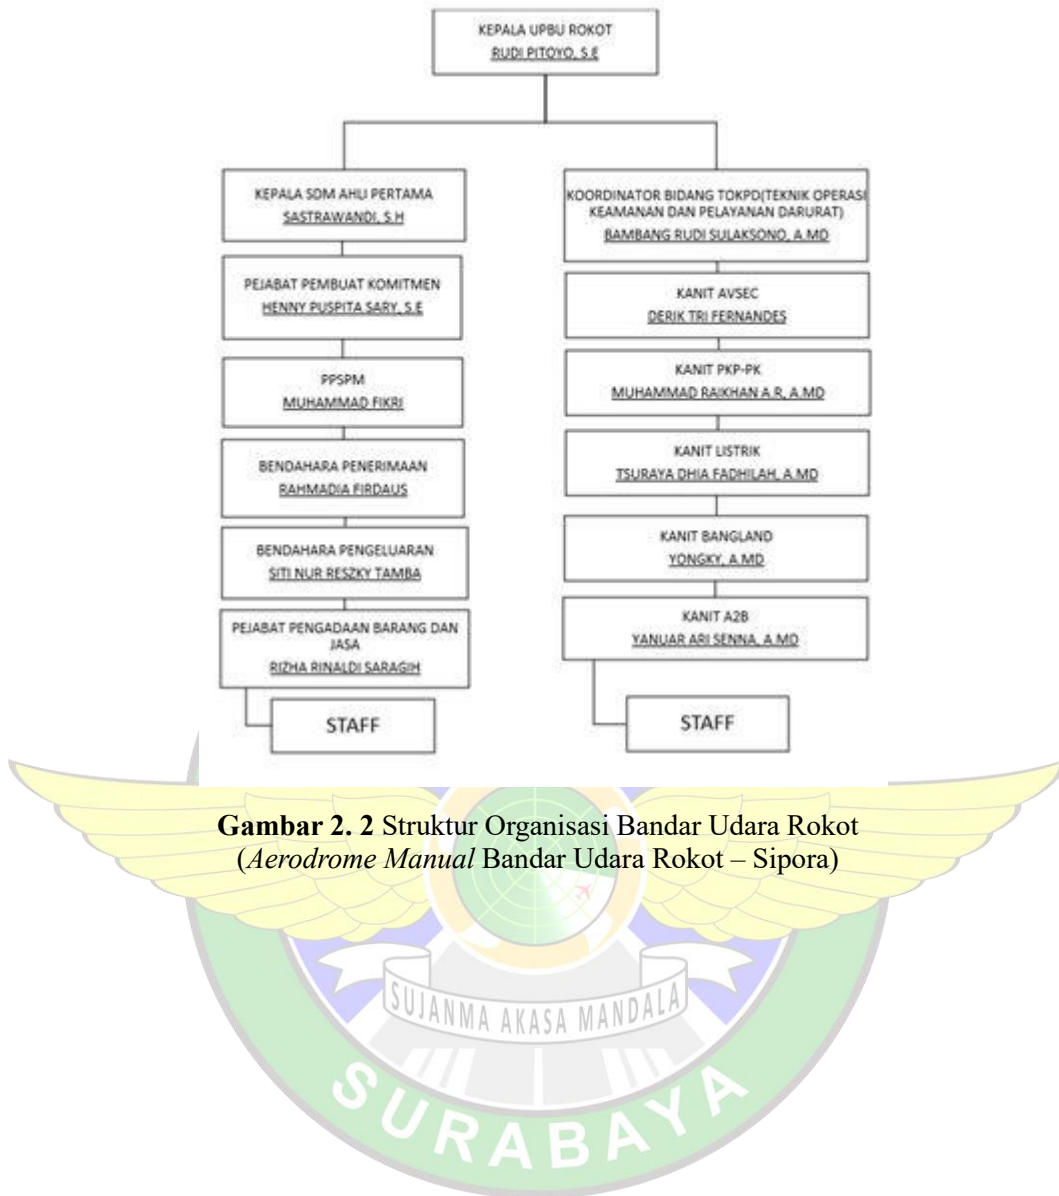 KEPALA UPBU ROKOT
RUDI PITOYO, S.E
KEPALA SDM AHLI PERTAMA
SASTRAWANDI, S.H
PEJABAT PEMBUAT KOMITMEN
HENNY PUSPITA SARY, S.E
PPSPM
MUHAMMAD FIKRI
BENDAHARA PENERIMAAN
RAHMADIA FIRDAUS
BENDAHARA PENGELUARAN
SITI NUR RESZKY TAMBA
PEJABAT PENGADAAN BARANG DAN
JASA
RIZHA RINALDI SARAGIH
STAFF
KOORDINATOR BIDANG TOKPD(TEKNIK OPERASI
KEAMANAN DAN PELAYANAN DARURAT)
BAMBANG RUDI SULAKSONO, A.MD
KANIT AVSEC
DERIK TRI FERNANDES
KANIT PKP-PK
MUHAMMAD RAIKHAN A.R, A.MD
KANIT LISTRIK
TSURAYA DHIA FADHILAH, A.MD
KANIT BANGLAND
YONGKY, A.MD
KANIT A2B
YANUAR ARI SENNA, A.MD
STAFF
Gambar 2. 2 Struktur Organisasi Bandar Udara Rokot
(Aerodrome Manual Bandar Udara Rokot – Sipora)
SUJANMA AKASA MANDALA
SURABAYA